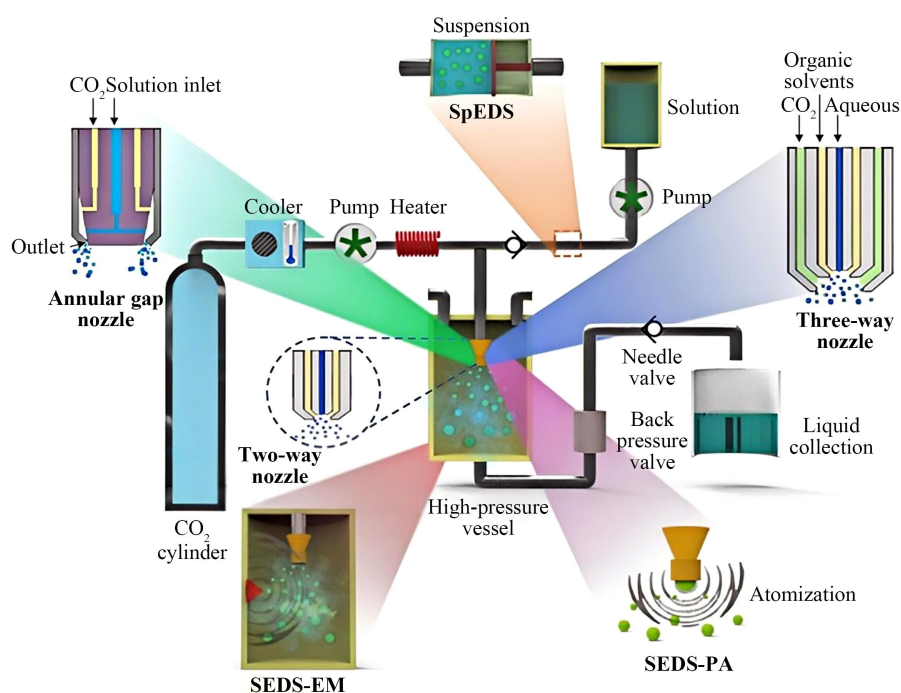 Suspension
SpEDS
CO₂ Solution inlet
Outlet
Annular gap
nozzle
Cooler
Pump
Heater
Solution
Pump
Organic
solvents
CO₂ Aqueous
Three-way
nozzle
Two-way
nozzle
Needle
valve
Back
pressure
valve
Liquid
collection
High-pressure
vessel
CO₂
cylinder
SEDS-EM
Atomization
SEDS-PA